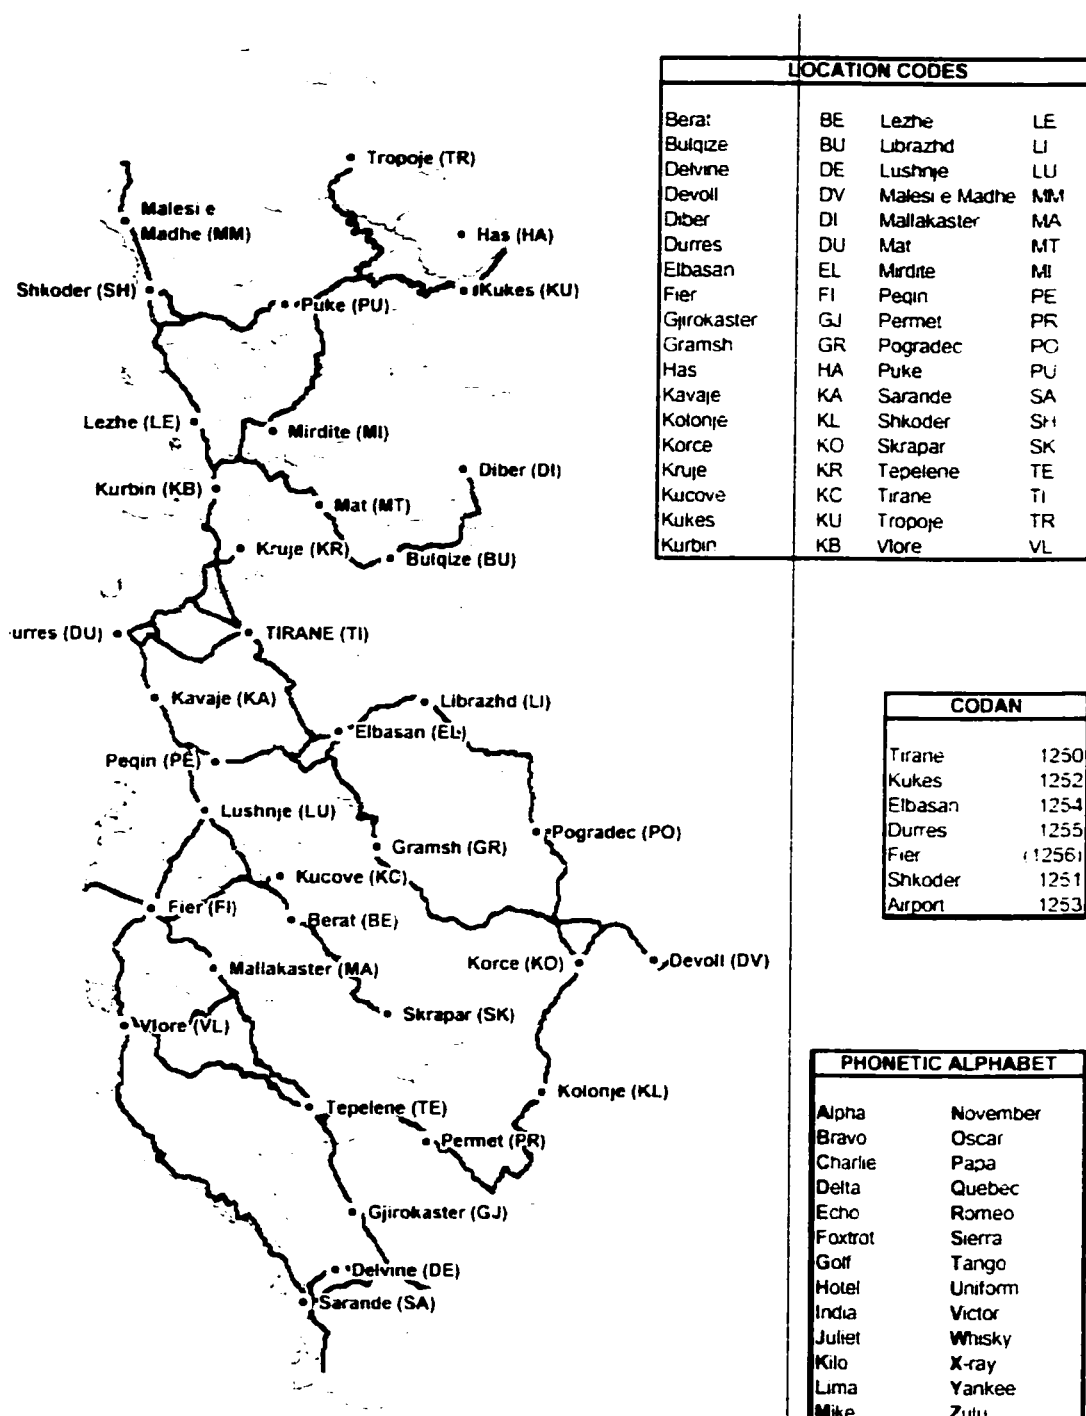 LOCATION CODES
Berat BE Lezhe LE
Bulqize BU Librazhd LI
Delvine DE Lushnje LU
Devoll DV Malesi e Madhe MM
Diber DI Mallakaster MA
Durres DU Mat MT
Elbasan EL Mirdite MI
Fier FI Peqin PE
Gjirokaster GJ Permet PR
Gramsh GR Pogradec PO
Has HA Puke PU
Kavaje KA Sarande SA
Kolonje KL Shkoder SH
Korce KO Skrapar SK
Kruje KR Tepelene TE
Kucove KC Tirane TI
Kukes KU Tropoje TR
Kurbin KB Vlore VL
Tropoje (TR)
Malesi e
Madhe (MM)
Has (HA)
Shkoder (SH)
Kukes (KU)
Puke (PU)
Lezhe (LE)
Mirdite (MI)
Diber (DI)
Kurbin (KB)
Mat (MT)
Kruje (KR)
Bulqize (BU)
urres (DU)
TIRANE (TI)
Kavaje (KA)
Librazhd (LI)
Elbasan (EL)
Peqin (PE)
Lushnje (LU)
Pogradec (PO)
Gramsh (GR)
Kucove (KC)
Fier (FI)
Berat (BE)
Korce (KO)
Devoll (DV)
Mallakaster (MA)
Skrapar (SK)
Vlore (VL)
Kolonje (KL)
Tepelene (TE)
Permet (PR)
Gjirokaster (GJ)
Delvine (DE)
Sarande (SA)
CODAN
Tirane 1250
Kukes 1252
Elbasan 1254
Durres 1255
Fier (1256)
Shkoder 1251
Airport 1253
PHONETIC ALPHABET
Alpha November
Bravo Oscar
Charlie Papa
Delta Quebec
Echo Romeo
Foxtrot Sierra
Golf Tango
Hotel Uniform
India Victor
Juliet Whisky
Kilo X-ray
Lima Yankee
Mike Zulu